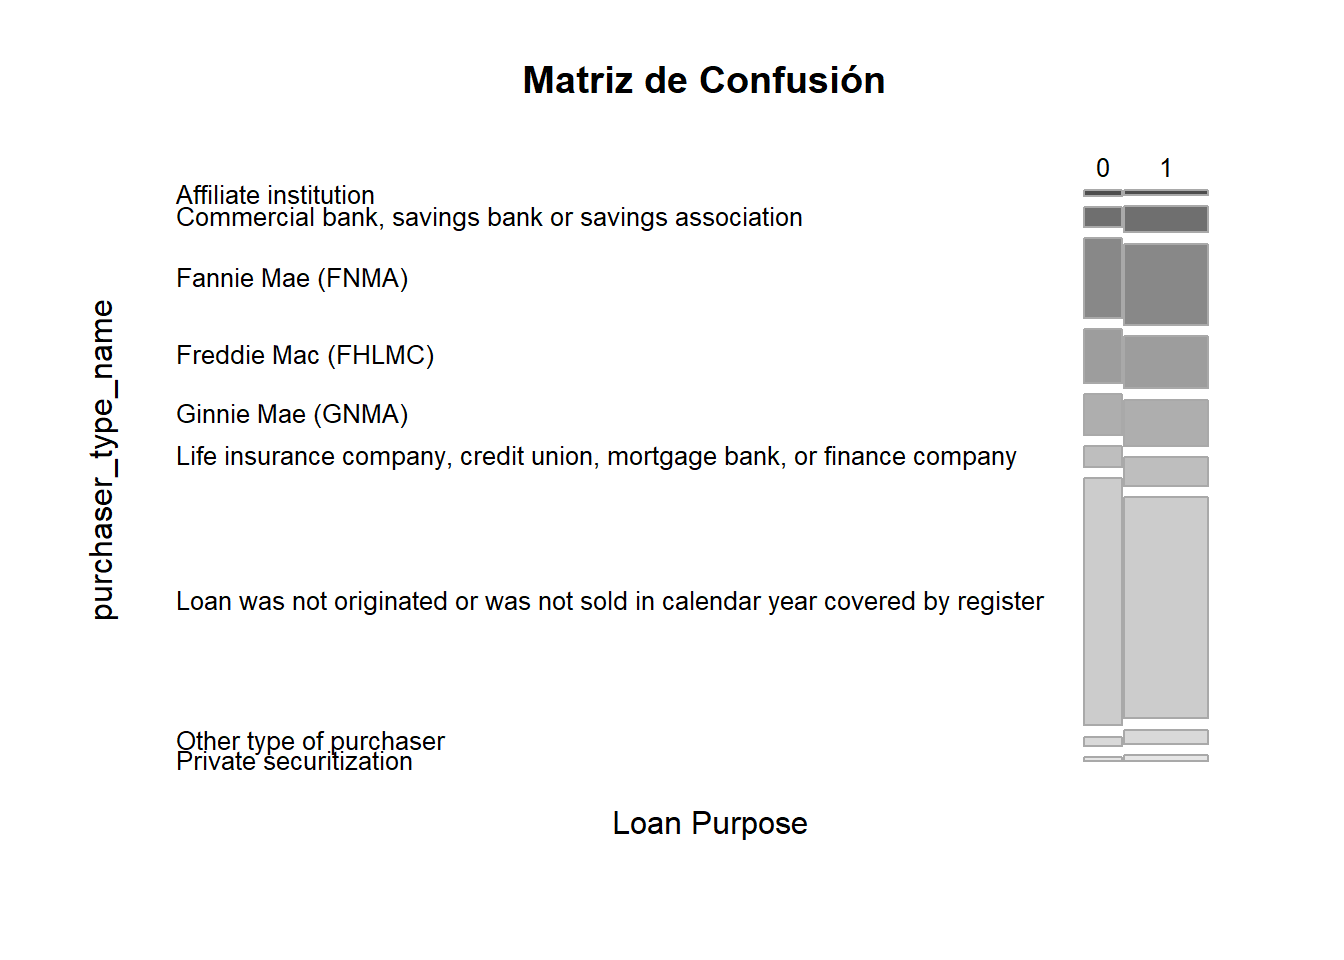 Matriz de Confusión
0 1
Affiliate institution
Commercial bank, savings bank or savings association
Fannie Mae (FNMA)
Freddie Mac (FHLMC)
Ginnie Mae (GNMA)
Life insurance company, credit union, mortgage bank, or finance company
Loan was not originated or was not sold in calendar year covered by register
Other type of purchaser
Private securitization
purchaser_type_name
Loan Purpose